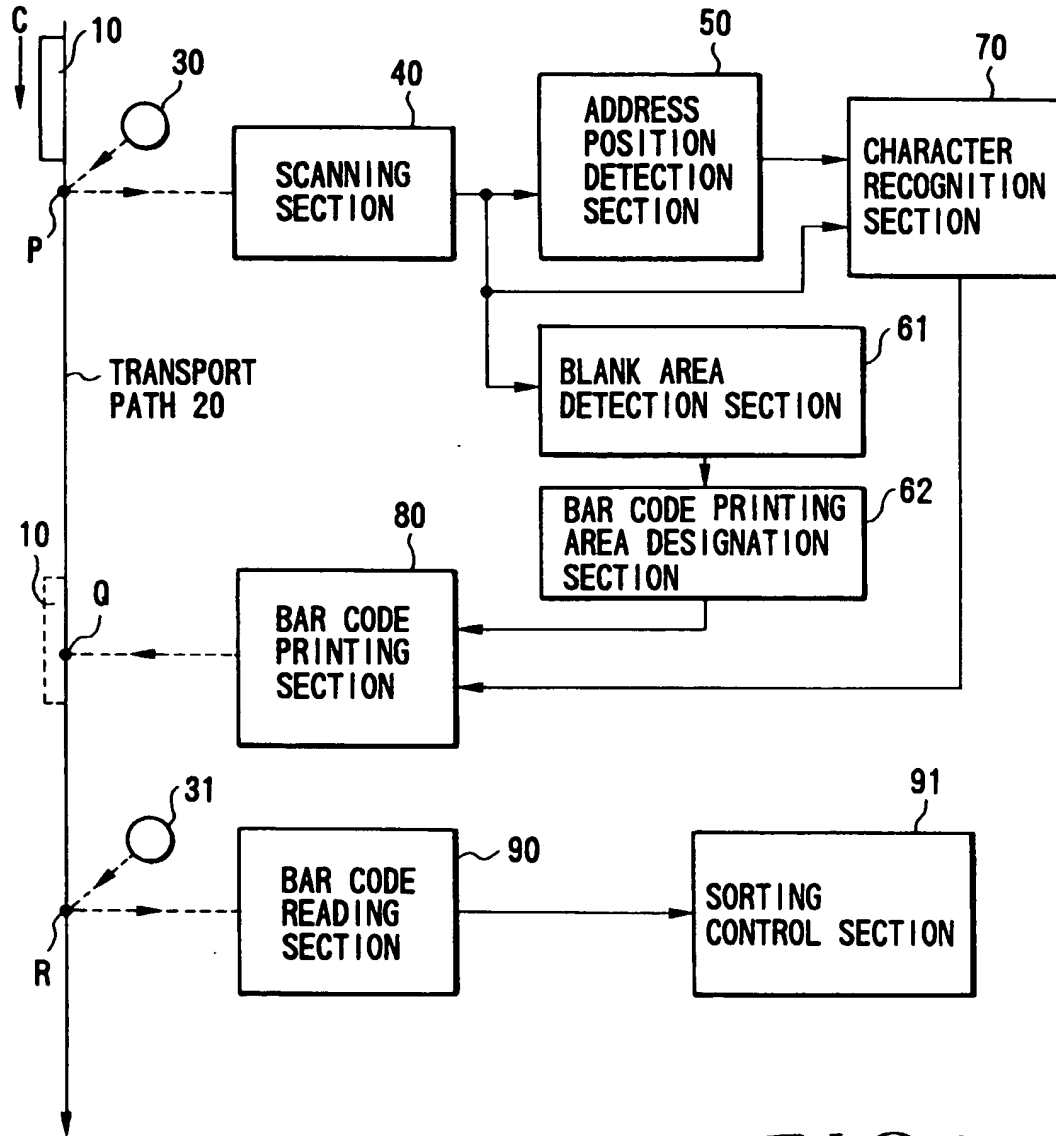 C
10
30
40
50
70
SCANNING
SECTION
ADDRESS
POSITION
DETECTION
SECTION
CHARACTER
RECOGNITION
SECTION
P
61
BLANK AREA
DETECTION SECTION
TRANSPORT
PATH 20
62
BAR CODE PRINTING
AREA DESIGNATION
SECTION
80
10
Q
BAR CODE
PRINTING
SECTION
31
90
91
BAR CODE
READING
SECTION
SORTING
CONTROL SECTION
R